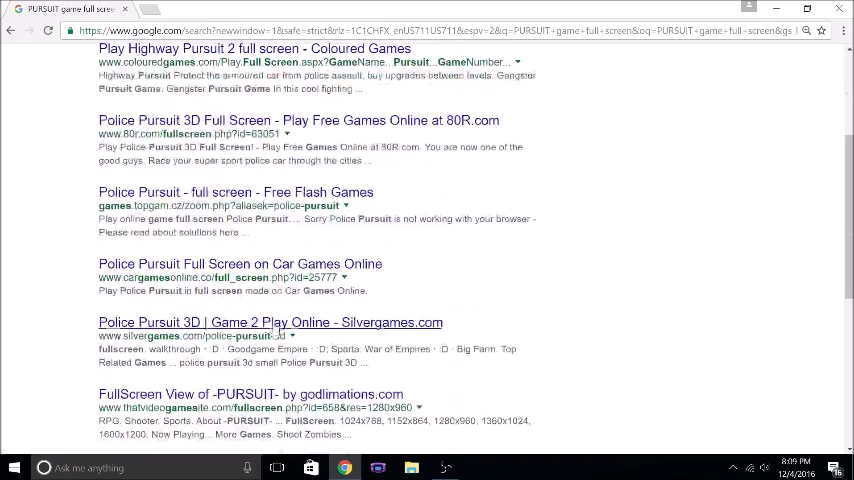 PURSUIT game full scree
https://www.google.com/search?newwindow=1&safe=strict&rlz=1C1CHFX_enUS711US711&espv=2&q=PURSUIT+game+full+screen&oq=PURSUIT+game+full+screen&gs
Play Highway Pursuit 2 full screen - Coloured Games
www.colouredgames.com/Play.Full.Screen.aspx?GameName...Pursuit...GameNumber...
Highway Pursuit Protect the armoured car from police assault, buy upgrades between levels. Gangster
Pursuit Game. Gangster Pursuit Game In this cool fighting ...
Police Pursuit 3D Full Screen - Play Free Games Online at 80R.com
www.80r.com/fullscreen.php?id=63051
Play Police Pursuit 3D Full Screen! - Play Free Games Online at 80R.com. You are now one of the
good guys. Race your super sport police car through the cities ...
Police Pursuit - full screen - Free Flash Games
games.topgam.cz/zoom.php?aliasek=police-pursuit
Play online game full screen Police Pursuit. ... Sorry Police Pursuit is not working with your browser -
Please read about solutions here ...
Police Pursuit Full Screen on Car Games Online
www.cargamesonline.co/full_screen.php?id=25777
Play Police Pursuit in full screen mode on Car Games Online.
Police Pursuit 3D | Game 2 Play Online - Silvergames.com
www.silvergames.com/police-pursuit-3d
fullscreen. walkthrough · :D · Goodgame Empire · :D; Sparta: War of Empires · :D · Big Farm. Top
Related Games ... police pursuit 3d small Police Pursuit 3D ...
FullScreen View of -PURSUIT- by godlimations.com
www.thatvideogamesite.com/fullscreen.php?id=658&res=1280x960
RPG. Shooter. Sports. About -PURSUIT- ... FullScreen. 1024x768, 1152x864, 1280x960, 1360x1024,
1600x1200. Now Playing... More Games. Shoot Zombies ...
Ask me anything
8:09 PM
12/4/2016
16